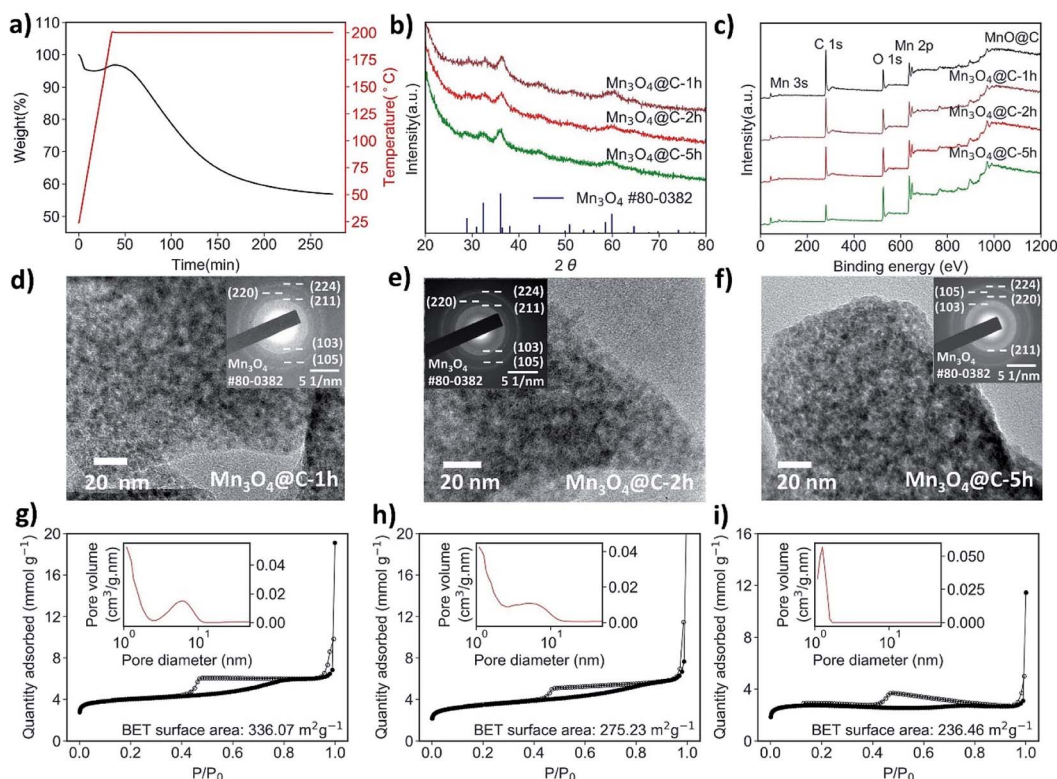 a)
110
100
90
80
70
60
50
Weight(%)
0
50
100
150
200
250
Time(min)
200
175
150
125
100
75
50
25
0
Temperature(°C)
b)
Intensity(a.u.)
Mn₃O₄@C-1h
Mn₃O₄@C-2h
Mn₃O₄@C-5h
Mn₃O₄ #80-0382
20 30 40 50 60 70 80
2 θ
c)
Intensity(a.u.)
Mn 3s
C 1s
O 1s
Mn 2p
MnO@C
Mn₃O₄@C-1h
Mn₃O₄@C-2h
Mn₃O₄@C-5h
0 200 400 600 800 1000 1200
Binding energy (eV)
d)
(224)
(220)
(211)
(103)
(105)
Mn₃O₄
#80-0382 5 1/nm
20 nm
Mn₃O₄@C-1h
e)
(224)
(220)
(211)
(103)
(105)
Mn₃O₄
#80-0382 5 1/nm
20 nm
Mn₃O₄@C-2h
f)
(224)
(105)
(220)
(103)
(211)
Mn₃O₄
#80-0382 5 1/nm
20 nm
Mn₃O₄@C-5h
g)
20
16
12
8
4
0
Quantity adsorbed (mmol g⁻¹)
Pore volume
(cm³/g.nm)
0.04
0.02
0.00
10⁰ 10¹
Pore diameter (nm)
BET surface area: 336.07 m²g⁻¹
0.0 0.2 0.4 0.6 0.8 1.0
P/P₀
h)
20
16
12
8
4
0
Quantity adsorbed (mmol g⁻¹)
Pore volume
(cm³/g.nm)
0.04
0.02
0.00
10⁰ 10¹
Pore diameter (nm)
BET surface area: 275.23 m²g⁻¹
0.0 0.2 0.4 0.6 0.8 1.0
P/P₀
i)
16
12
8
4
0
Quantity adsorbed (mmol g⁻¹)
Pore volume
(cm³/g.nm)
0.050
0.025
0.000
10⁰ 10¹
Pore diameter (nm)
BET surface area: 236.46 m²g⁻¹
0.0 0.2 0.4 0.6 0.8 1.0
P/P₀